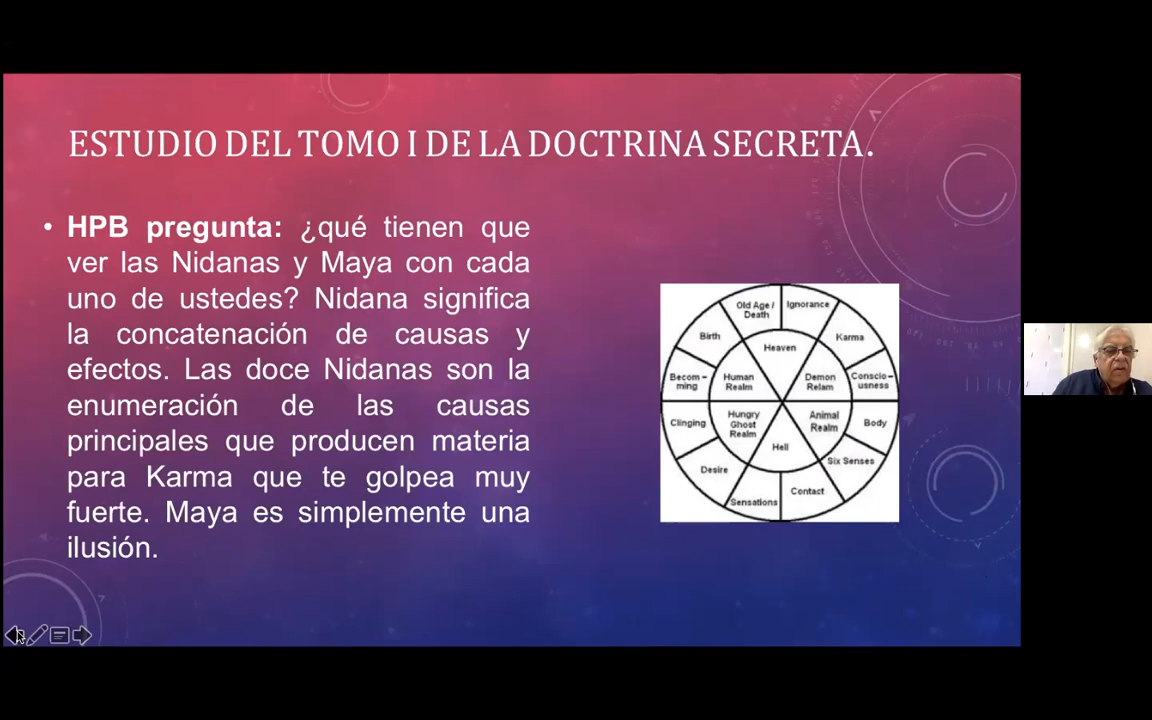 ESTUDIO DEL TOMO I DE LA DOCTRINA SECRETA.
• HPB pregunta: ¿qué tienen que
ver las Nidanas y Maya con cada
uno de ustedes? Nidana significa
la concatenación de causas y
efectos. Las doce Nidanas son la
enumeración de las causas
principales que producen materia
para Karma que te golpea muy
fuerte. Maya es simplemente una
ilusión.
Old Age /
Death
Ignorance
Karma
Conscio-
usness
Body
Six Senses
Contact
Sensations
Desire
Clinging
Becom-
ming
Birth
Heaven
Demon
Relam
Animal
Realm
Hell
Hungry
Ghost
Realm
Human
Realm